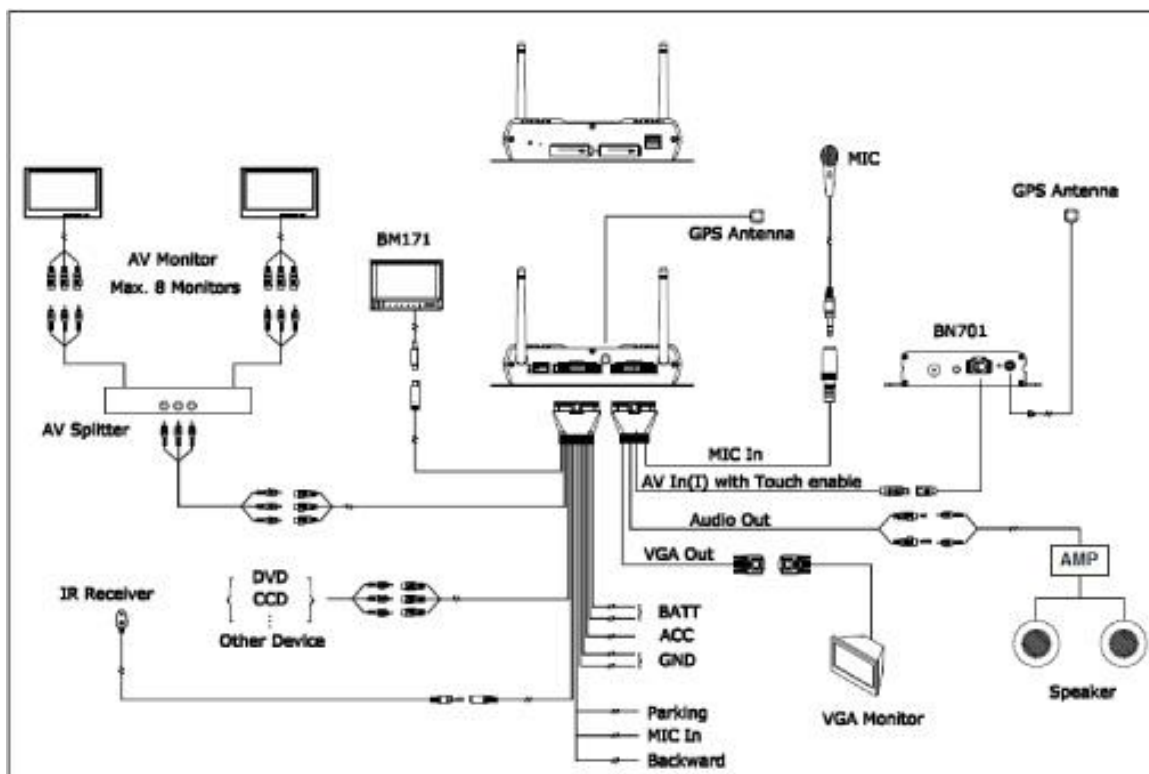 MIC
GPS Antenna
GPS Antenna
BM171
AV Monitor
Max. 8 Monitors
BN701
AV Splitter
MIC In
AV In(I) with Touch enable
Audio Out
VGA Out
AMP
IR Receiver
DVD
CCD
⋮
Other Device
BATT
ACC
GND
Speaker
VGA Monitor
Parking
MIC In
Backward